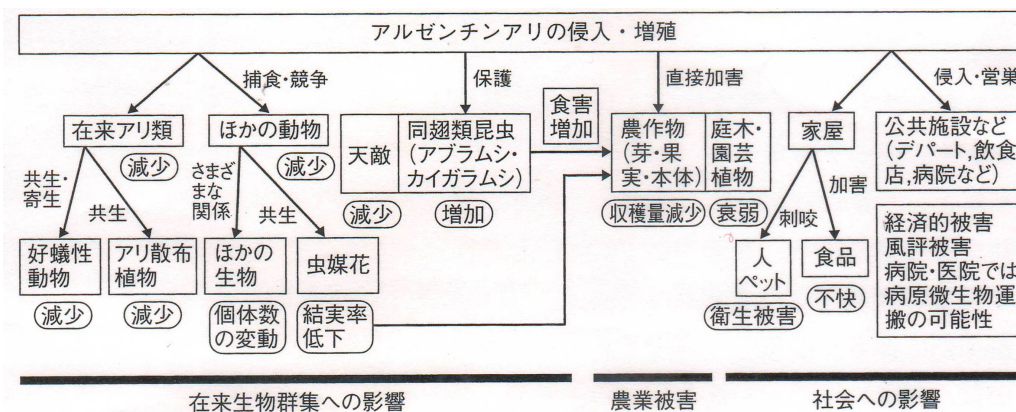 アルゼンチンアリの侵入・増殖
捕食・競争
保護
直接加害
侵入・営巣
在来アリ類
減少
ほかの動物
減少
天敵
減少
同翅類昆虫
(アブラムシ・
カイガラムシ)
増加
食害
増加
農作物
(芽・果
実・本体)
収穫量減少
庭木・
園芸
植物
衰弱
家屋
公共施設など
(デパート,飲食
店,病院など)
共生・
寄生
共生
さまざ
まな
関係
共生
刺咬
加害
好蟻性
動物
減少
アリ散布
植物
減少
ほかの
生物
個体数
の変動
虫媒花
結実率
低下
人
ペット
衛生被害
食品
不快
経済的被害
風評被害
病院・医院では
病原微生物運
搬の可能性
在来生物群集への影響
農業被害
社会への影響